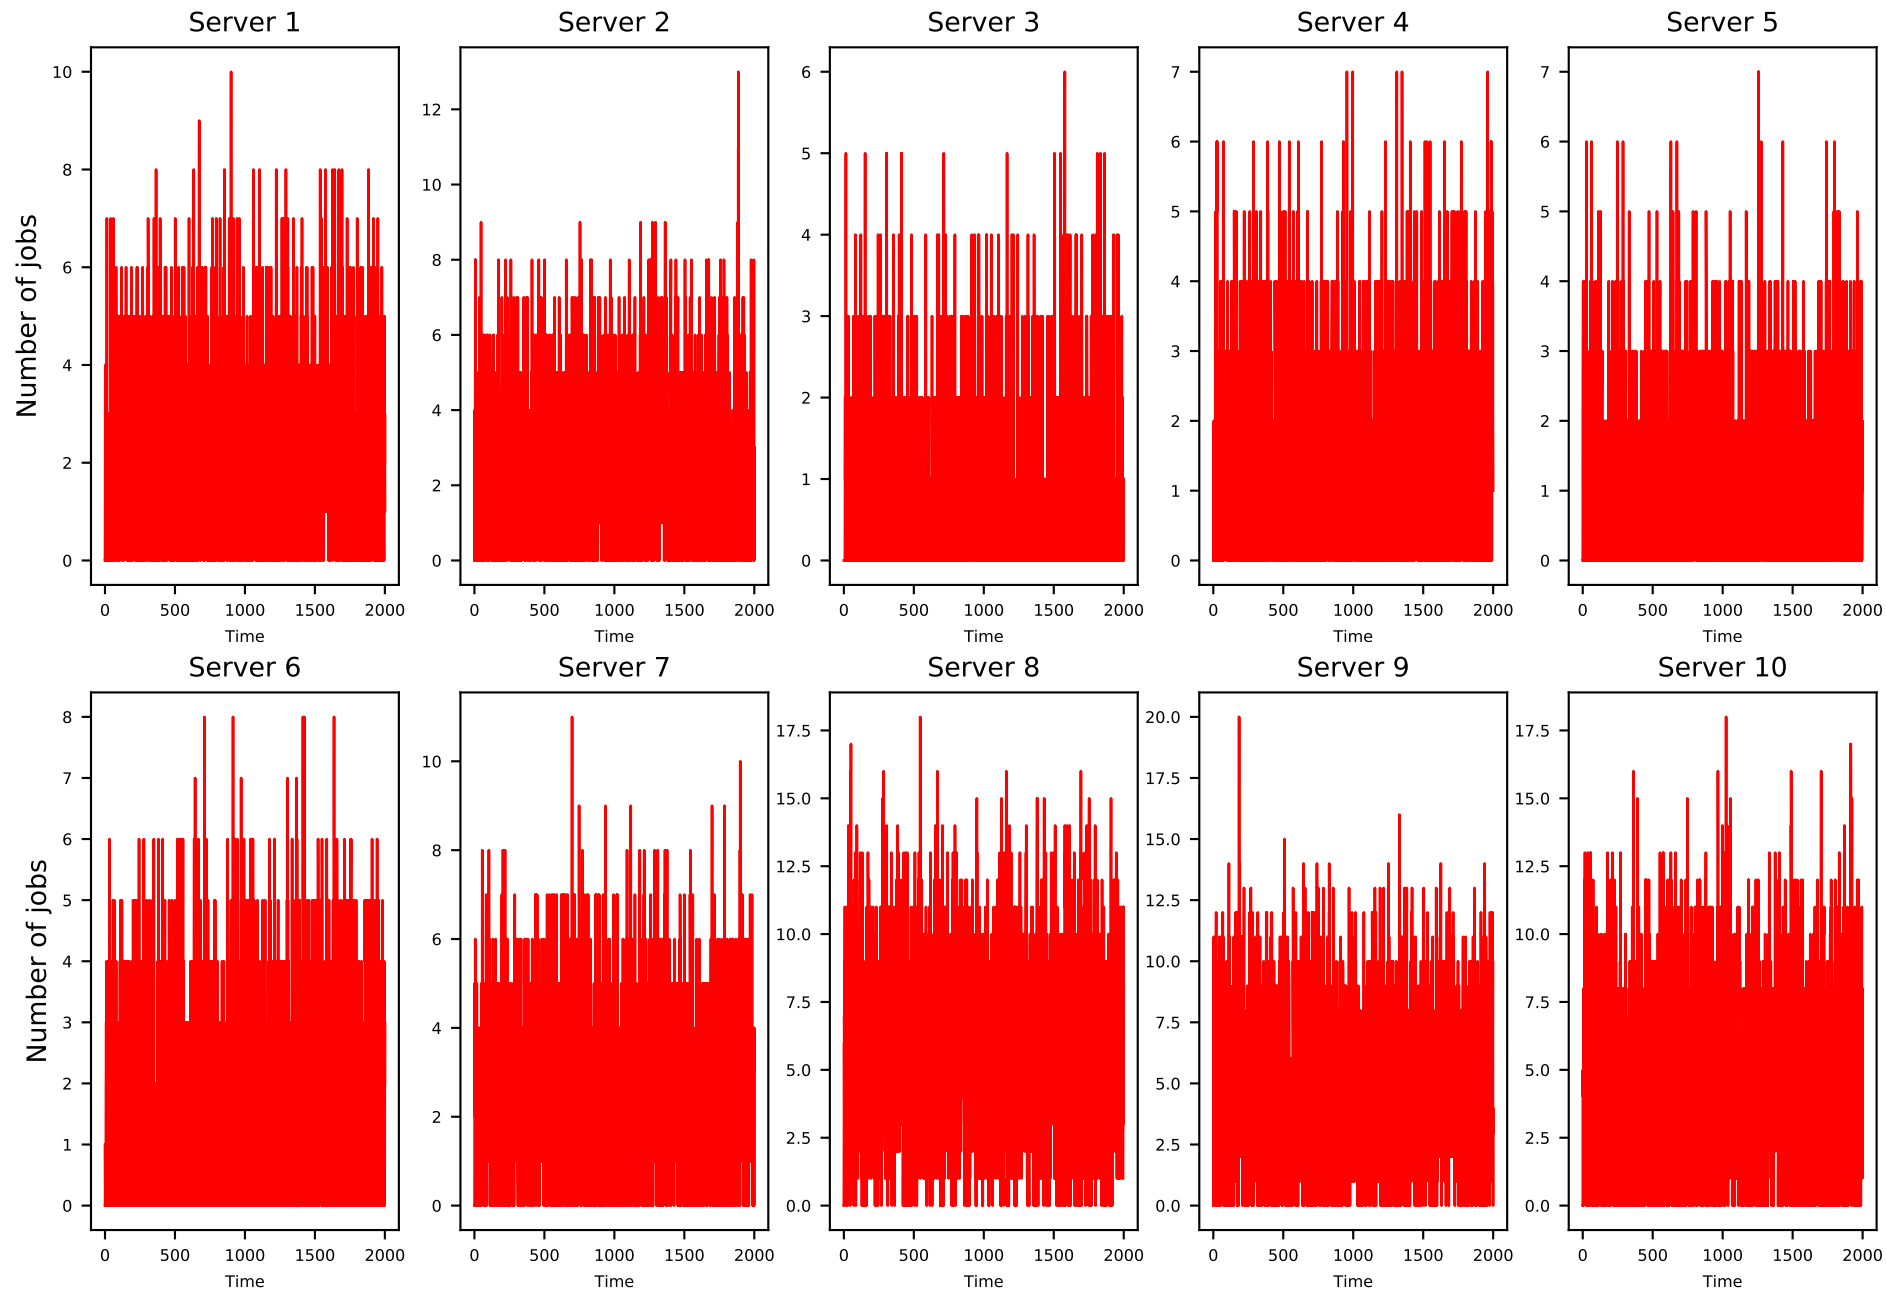 Server 1
Server 2
Server 3
Server 4
Server 5
Number of jobs
10
8
6
4
2
0
0 500 1000 1500 2000
Time
12
10
8
6
4
2
0
0 500 1000 1500 2000
Time
6
5
4
3
2
1
0
0 500 1000 1500 2000
Time
7
6
5
4
3
2
1
0
0 500 1000 1500 2000
Time
7
6
5
4
3
2
1
0
0 500 1000 1500 2000
Time
Server 6
Server 7
Server 8
Server 9
Server 10
Number of jobs
8
7
6
5
4
3
2
1
0
0 500 1000 1500 2000
Time
10
8
6
4
2
0
0 500 1000 1500 2000
Time
17.5
15.0
12.5
10.0
7.5
5.0
2.5
0.0
0 500 1000 1500 2000
Time
20.0
17.5
15.0
12.5
10.0
7.5
5.0
2.5
0.0
0 500 1000 1500 2000
Time
17.5
15.0
12.5
10.0
7.5
5.0
2.5
0.0
0 500 1000 1500 2000
Time